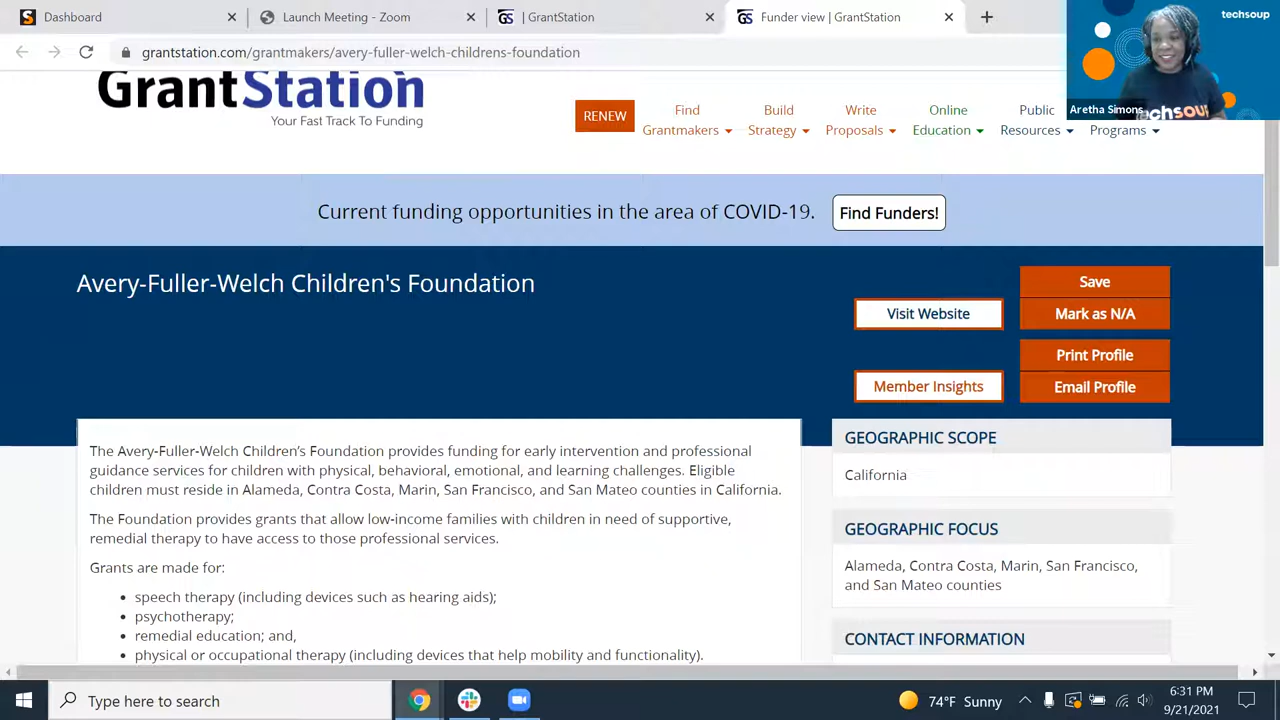 Dashboard
Launch Meeting - Zoom
| GrantStation
Funder view | GrantStation
techsoup
grantstation.com/grantmakers/avery-fuller-welch-childrens-foundation
Aretha Simons
GrantStation
Your Fast Track To Funding
RENEW
Find Grantmakers
Build Strategy
Write Proposals
Online Education
Public Resources
Programs
Current funding opportunities in the area of COVID-19.
Find Funders!
Avery-Fuller-Welch Children's Foundation
Save
Visit Website
Mark as N/A
Print Profile
Member Insights
Email Profile
The Avery-Fuller-Welch Children's Foundation provides funding for early intervention and professional
guidance services for children with physical, behavioral, emotional, and learning challenges. Eligible
children must reside in Alameda, Contra Costa, Marin, San Francisco, and San Mateo counties in California.
The Foundation provides grants that allow low-income families with children in need of supportive,
remedial therapy to have access to those professional services.
Grants are made for:
• speech therapy (including devices such as hearing aids);
• psychotherapy;
• remedial education; and,
• physical or occupational therapy (including devices that help mobility and functionality).
GEOGRAPHIC SCOPE
California
GEOGRAPHIC FOCUS
Alameda, Contra Costa, Marin, San Francisco,
and San Mateo counties
CONTACT INFORMATION
Type here to search
74°F Sunny
6:31 PM
9/21/2021